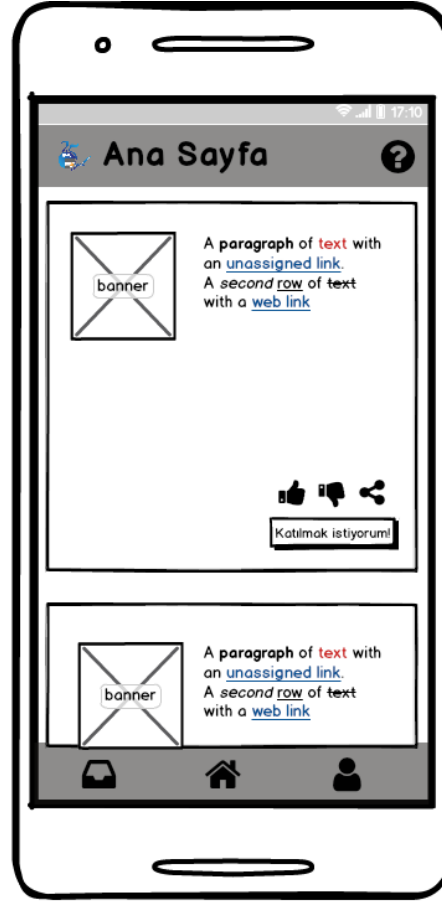 17:10
Ana Sayfa
banner
A paragraph of text with
an unassigned link.
A second row of text
with a web link
Katılmak istiyorum!
banner
A paragraph of text with
an unassigned link.
A second row of text
with a web link